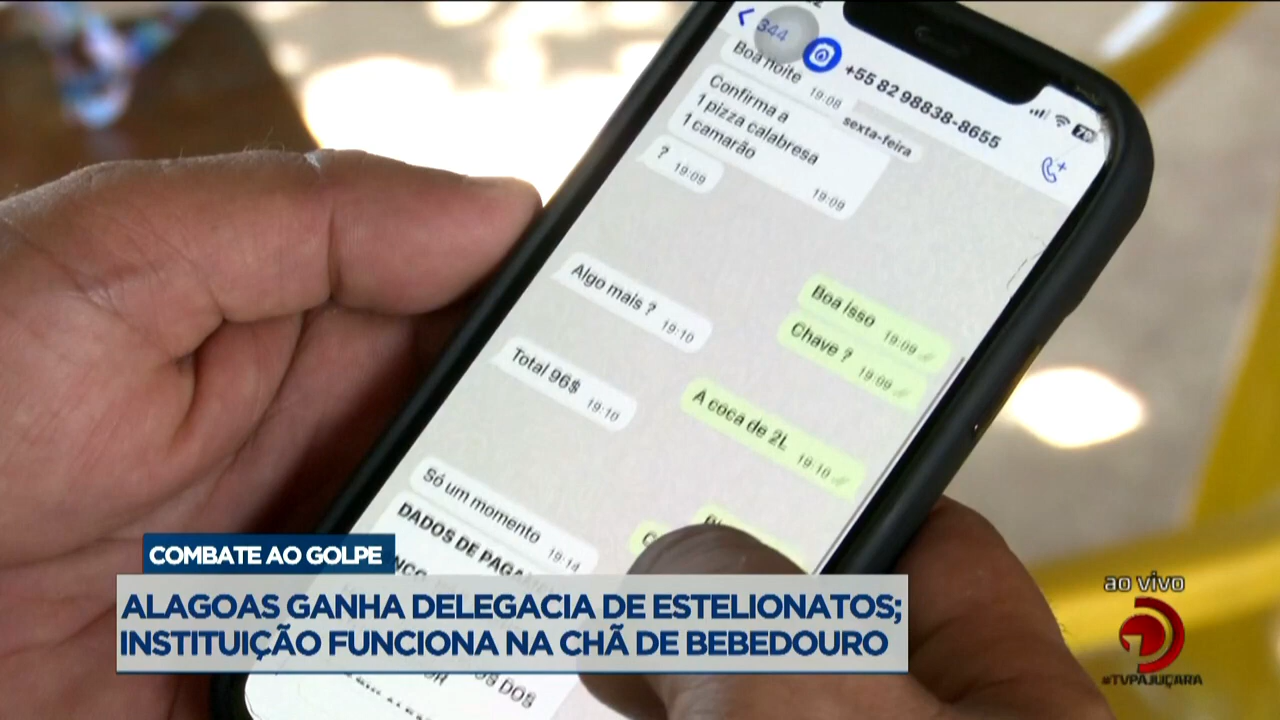 344
+55 82 98838-8655
Boa noite 19:08
sexta-feira
Confirma a
1 pizza calabresa
1 camarão
19:09
? 19:09
Boa isso 19:09
Chave ? 19:09
Algo mais ? 19:10
A coca de 2L 19:10
Total 96$ 19:10
Só um momento 19:14
COMBATE AO GOLPE
ALAGOAS GANHA DELEGACIA DE ESTELIONATOS;
INSTITUIÇÃO FUNCIONA NA CHÃ DE BEBEDOURO
ao vivo
#TVPAJUÇARA
DADOS DE
DOS